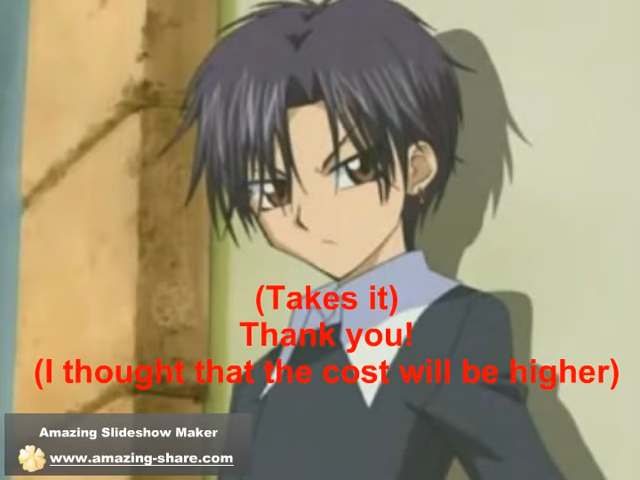 (Takes it)
Thank you!
(I thought that the cost will be higher)
Amazing Slideshow Maker
www.amazing-share.com